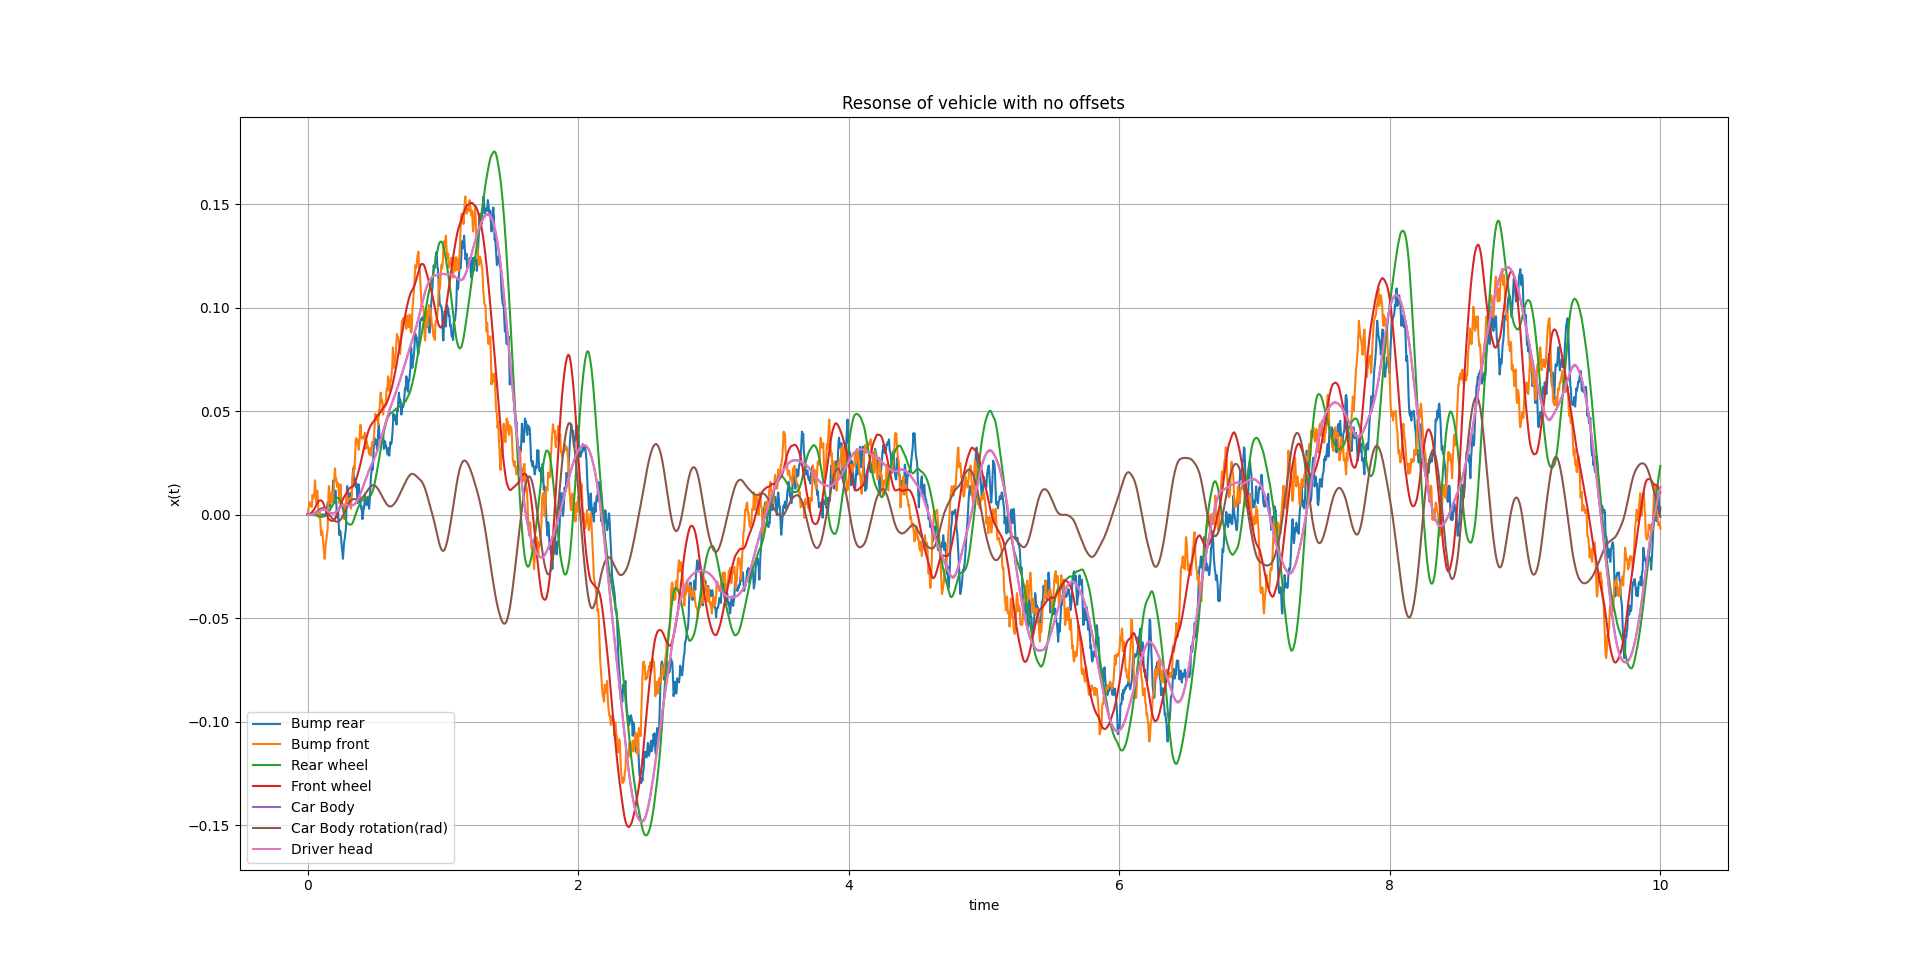 Resonse of vehicle with no offsets
x(t)
0.15
0.10
0.05
0.00
−0.05
−0.10
−0.15
Bump rear
Bump front
Rear wheel
Front wheel
Car Body
Car Body rotation(rad)
Driver head
0 2 4 6 8 10
time